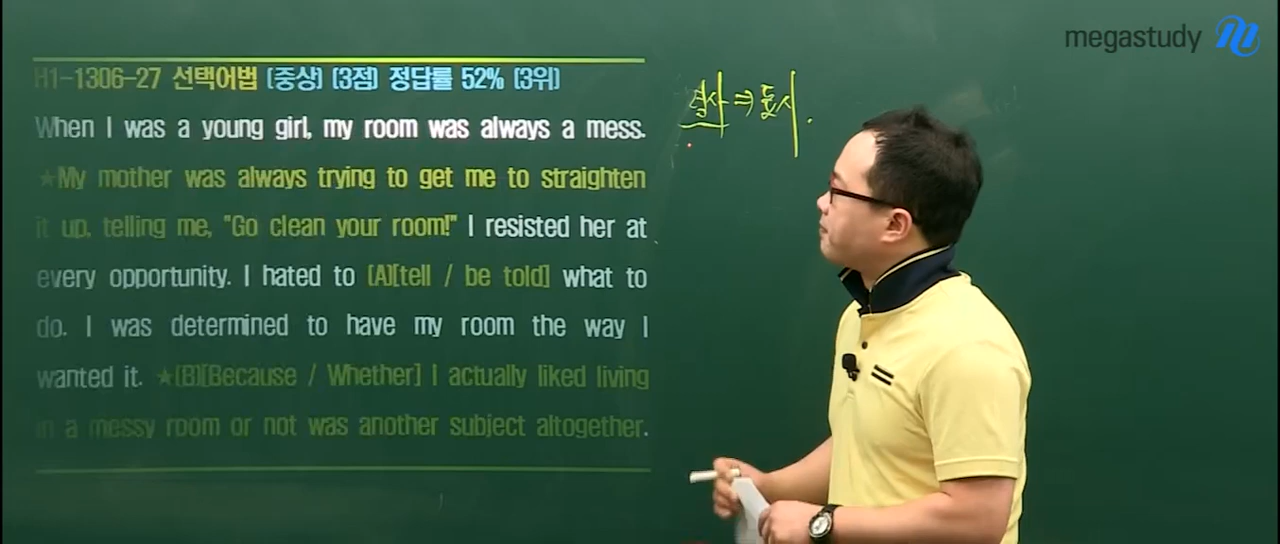 megastudy
H1-1306-27 선택어법 [중상] [3점] 정답률 52% [3위]
When I was a young girl, my room was always a mess.
★My mother was always trying to get me to straighten
it up, telling me, "Go clean your room!" I resisted her at
every opportunity. I hated to [A][tell / be told] what to
do. I was determined to have my room the way I
wanted it. ★[B][Because / Whether] I actually liked living
in a messy room or not was another subject altogether.
⇒